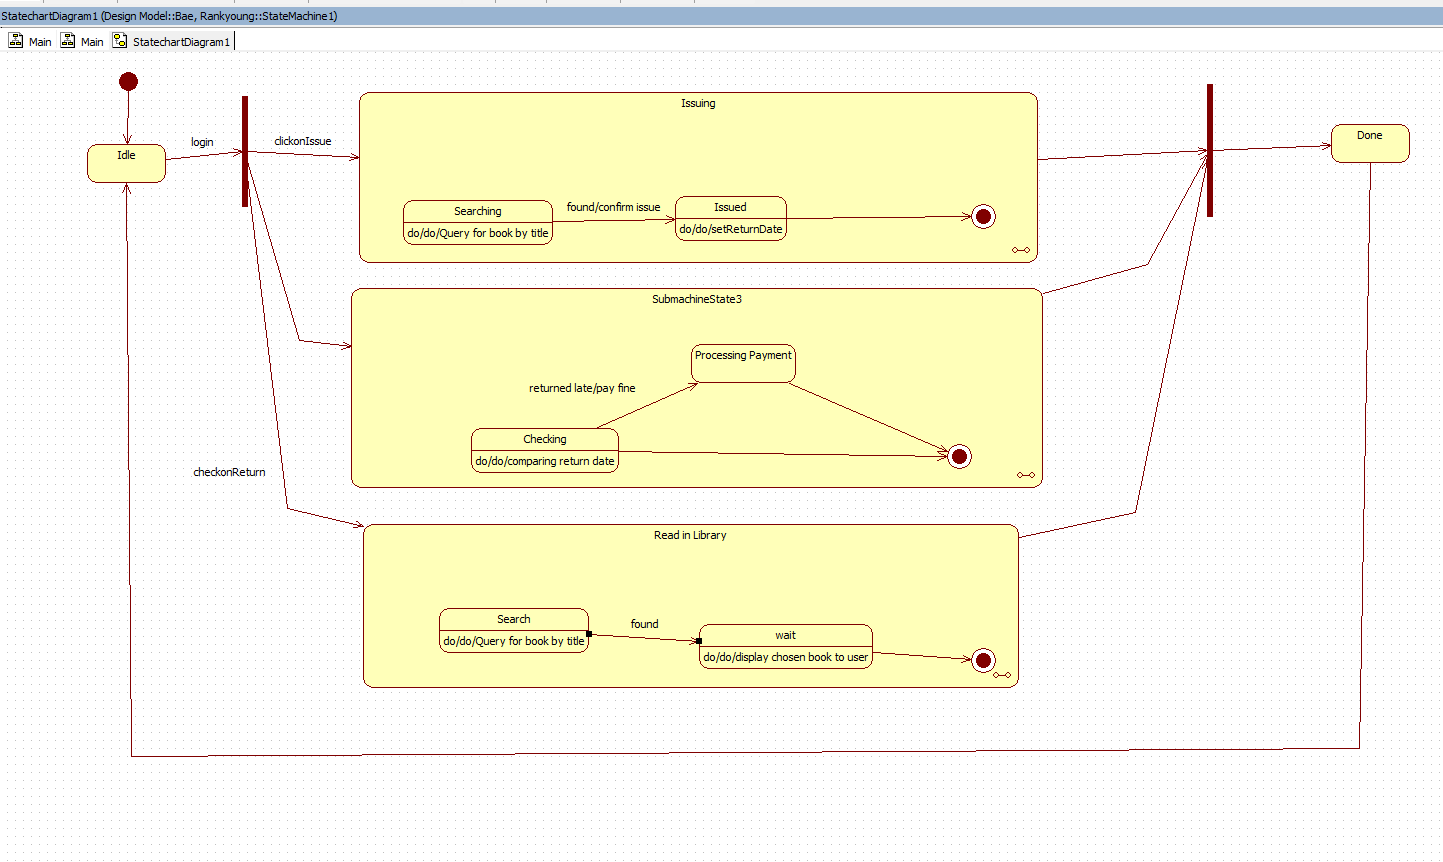 StatechartDiagram1 (Design Model::Bae, Rankyoung::StateMachine1)
Main Main StatechartDiagram1
Issuing
Idle
login
clickonIssue
Done
Searching
do/do/Query for book by title
found/confirm issue
Issued
do/do/setReturnDate
SubmachineState3
Processing Payment
returned late/pay fine
Checking
do/do/comparing return date
checkonReturn
Read in Library
Search
do/do/Query for book by title
found
wait
do/do/display chosen book to user